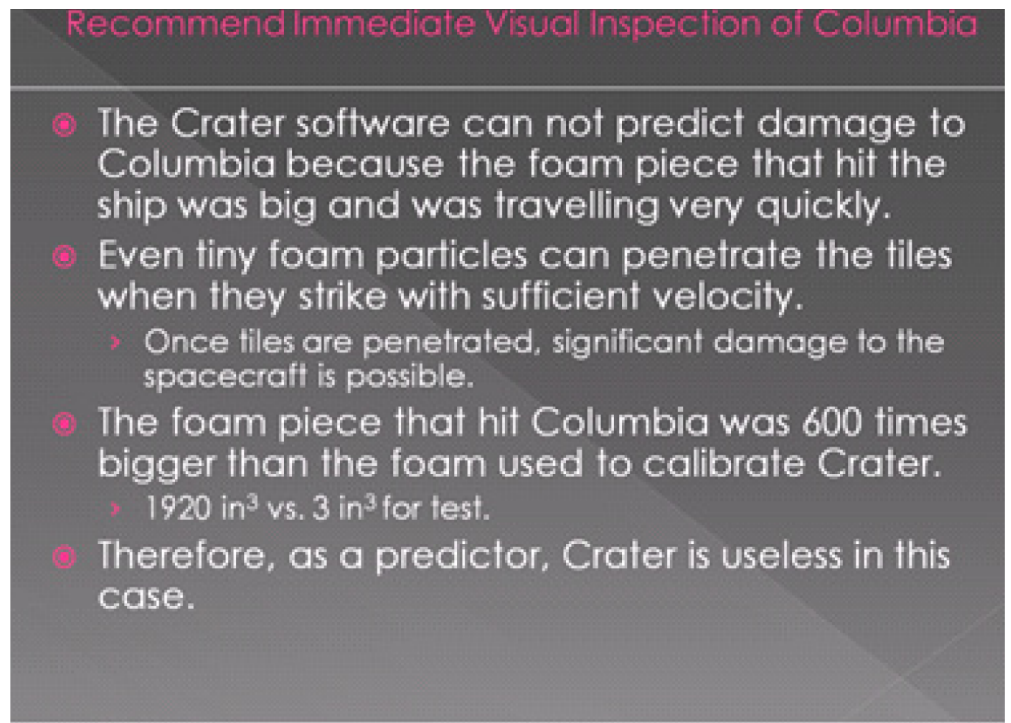 Recommend Immediate Visual Inspection of Columbia
The Crater software can not predict damage to
Columbia because the foam piece that hit the
ship was big and was travelling very quickly.
Even tiny foam particles can penetrate the tiles
when they strike with sufficient velocity.
Once tiles are penetrated, significant damage to the
spacecraft is possible.
The foam piece that hit Columbia was 600 times
bigger than the foam used to calibrate Crater.
1920 in³ vs. 3 in³ for test.
Therefore, as a predictor, Crater is useless in this
case.